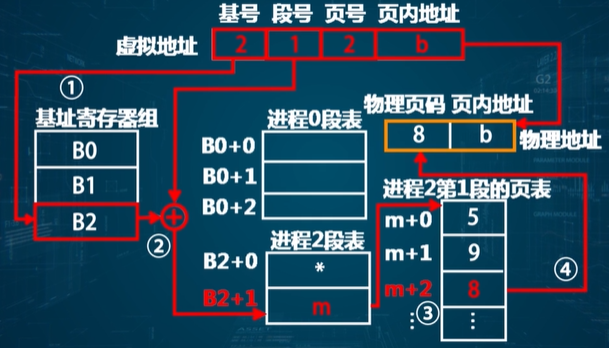 基号 段号 页号 页内地址
虚拟地址 2 1 2 b
①
基址寄存器组
B0
B1
B2
②
进程0段表
B0+0
B0+1
B0+2
进程2段表
B2+0 *
B2+1 m
物理页码 页内地址
8 b 物理地址
进程2第1段的页表
m+0 5
m+1 9
m+2 8
⋮ ③ ⋮
④